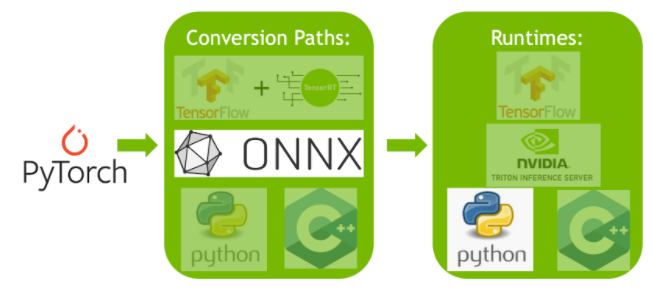 PyTorch
Conversion Paths:
TensorFlow
+
TensorRT
ONNX
python
C++
Runtimes:
TensorFlow
NVIDIA.
TRITON INFERENCE SERVER
python
C++